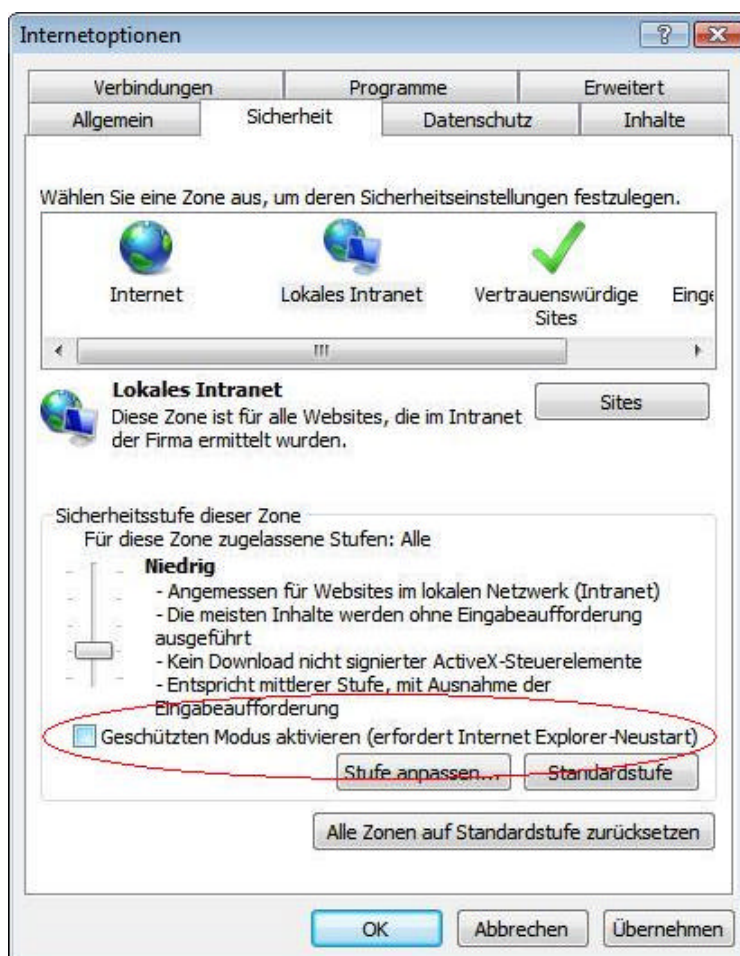 Internetoptionen
Verbindungen Programme Erweitert
Allgemein Sicherheit Datenschutz Inhalte
Wählen Sie eine Zone aus, um deren Sicherheitseinstellungen festzulegen.
Internet Lokales Intranet Vertrauenswürdige Einge
Sites
Lokales Intranet
Sites
Diese Zone ist für alle Websites, die im Intranet
der Firma ermittelt wurden.
Sicherheitsstufe dieser Zone
Für diese Zone zugelassene Stufen: Alle
Niedrig
- Angemessen für Websites im lokalen Netzwerk (Intranet)
- Die meisten Inhalte werden ohne Eingabeaufforderung
ausgeführt
- Kein Download nicht signierter ActiveX-Steuerelemente
- Entspricht mittlerer Stufe, mit Ausnahme der
Eingabeaufforderung
Geschützten Modus aktivieren (erfordert Internet Explorer-Neustart)
Stufe anpassen... Standardstufe
Alle Zonen auf Standardstufe zurücksetzen
OK Abbrechen Übernehmen